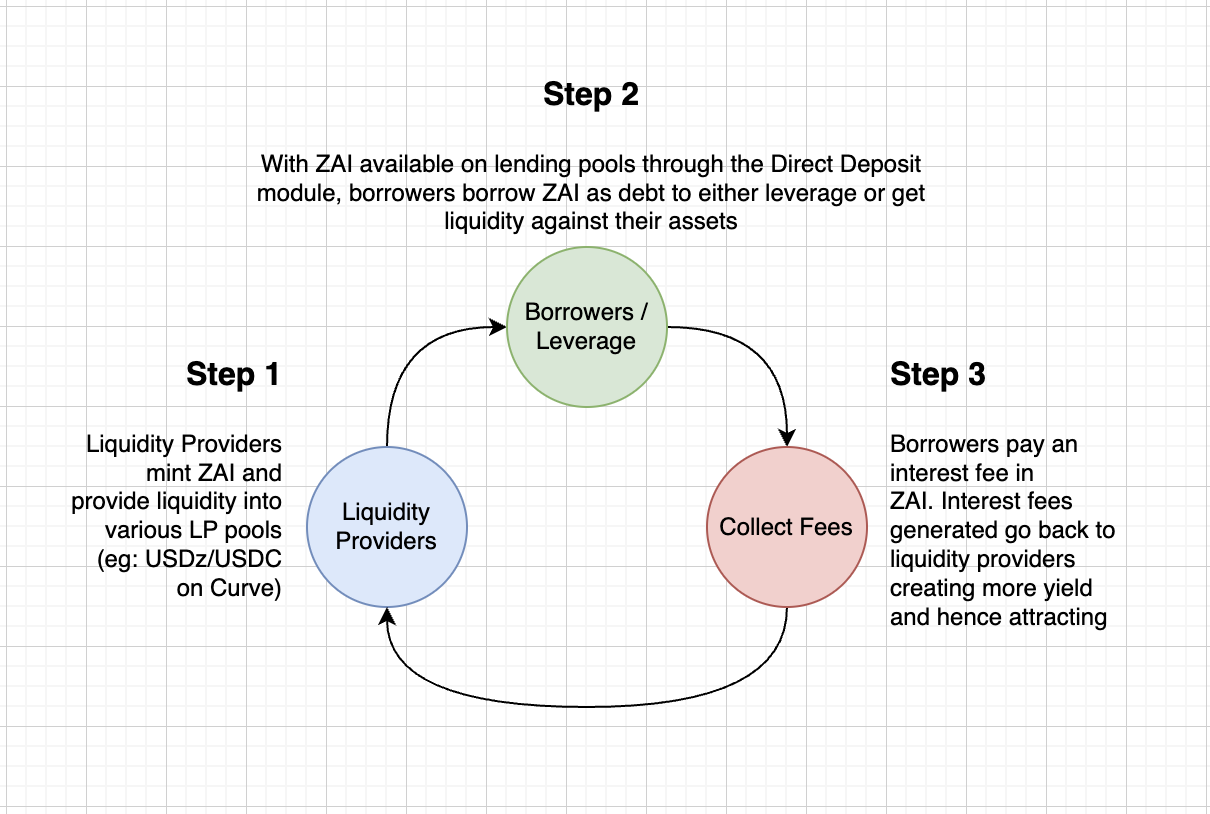 Step 2
With ZAI available on lending pools through the Direct Deposit
module, borrowers borrow ZAI as debt to either leverage or get
liquidity against their assets
Borrowers /
Leverage
Step 1
Liquidity Providers
mint ZAI and
provide liquidity into
various LP pools
(eg: USDz/USDC
on Curve)
Liquidity
Providers
Collect Fees
Step 3
Borrowers pay an
interest fee in
ZAI. Interest fees
generated go back to
liquidity providers
creating more yield
and hence attracting